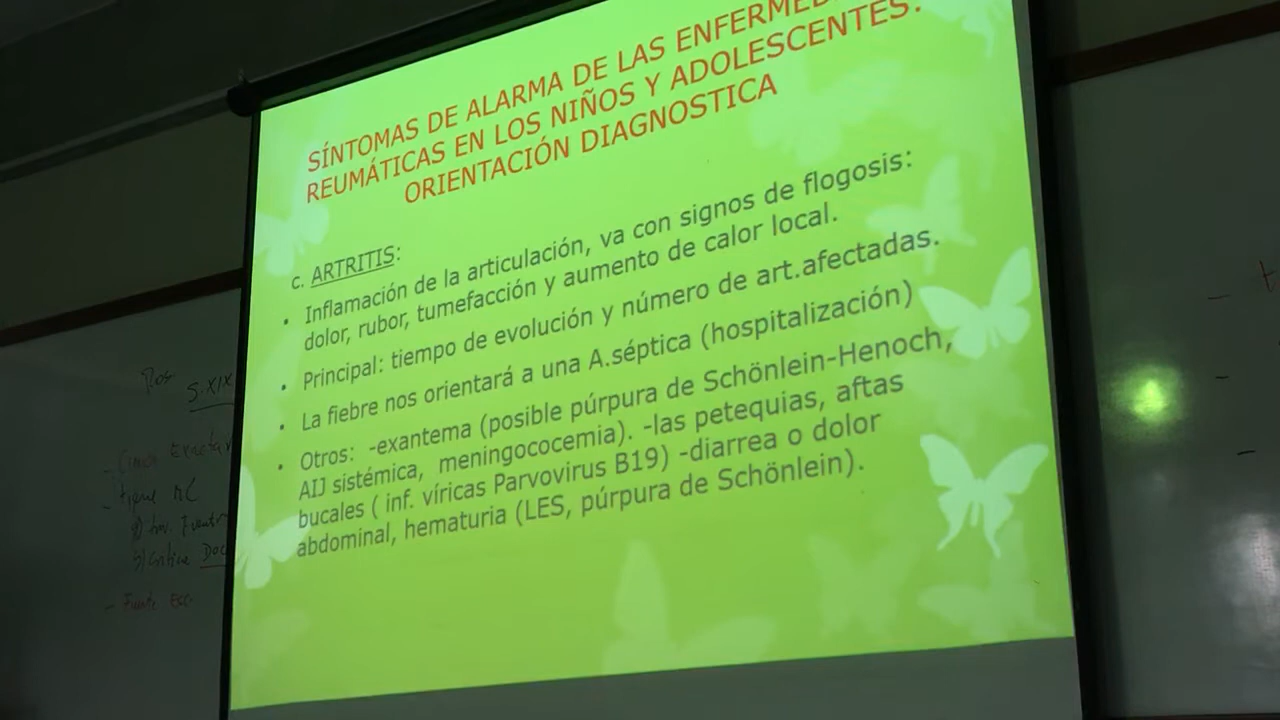 SÍNTOMAS DE ALARMA DE LAS
REUMÁTICAS EN LOS NIÑOS Y ADOLESCENTES.
ORIENTACIÓN DIAGNOSTICA
c. ARTRITIS:
• Inflamación de la articulación, va con signos de flogosis:
dolor, rubor, tumefacción y aumento de calor local.
• Principal: tiempo de evolución y número de art.afectadas.
• La fiebre nos orientará a una A.séptica (hospitalización)
• Otros: -exantema (posible púrpura de Schönlein-Henoch,
AIJ sistémica, meningococemia). -las petequias, aftas
bucales ( inf. víricas Parvovirus B19) -diarrea o dolor
abdominal, hematuria (LES, púrpura de Schönlein).
S.XIX